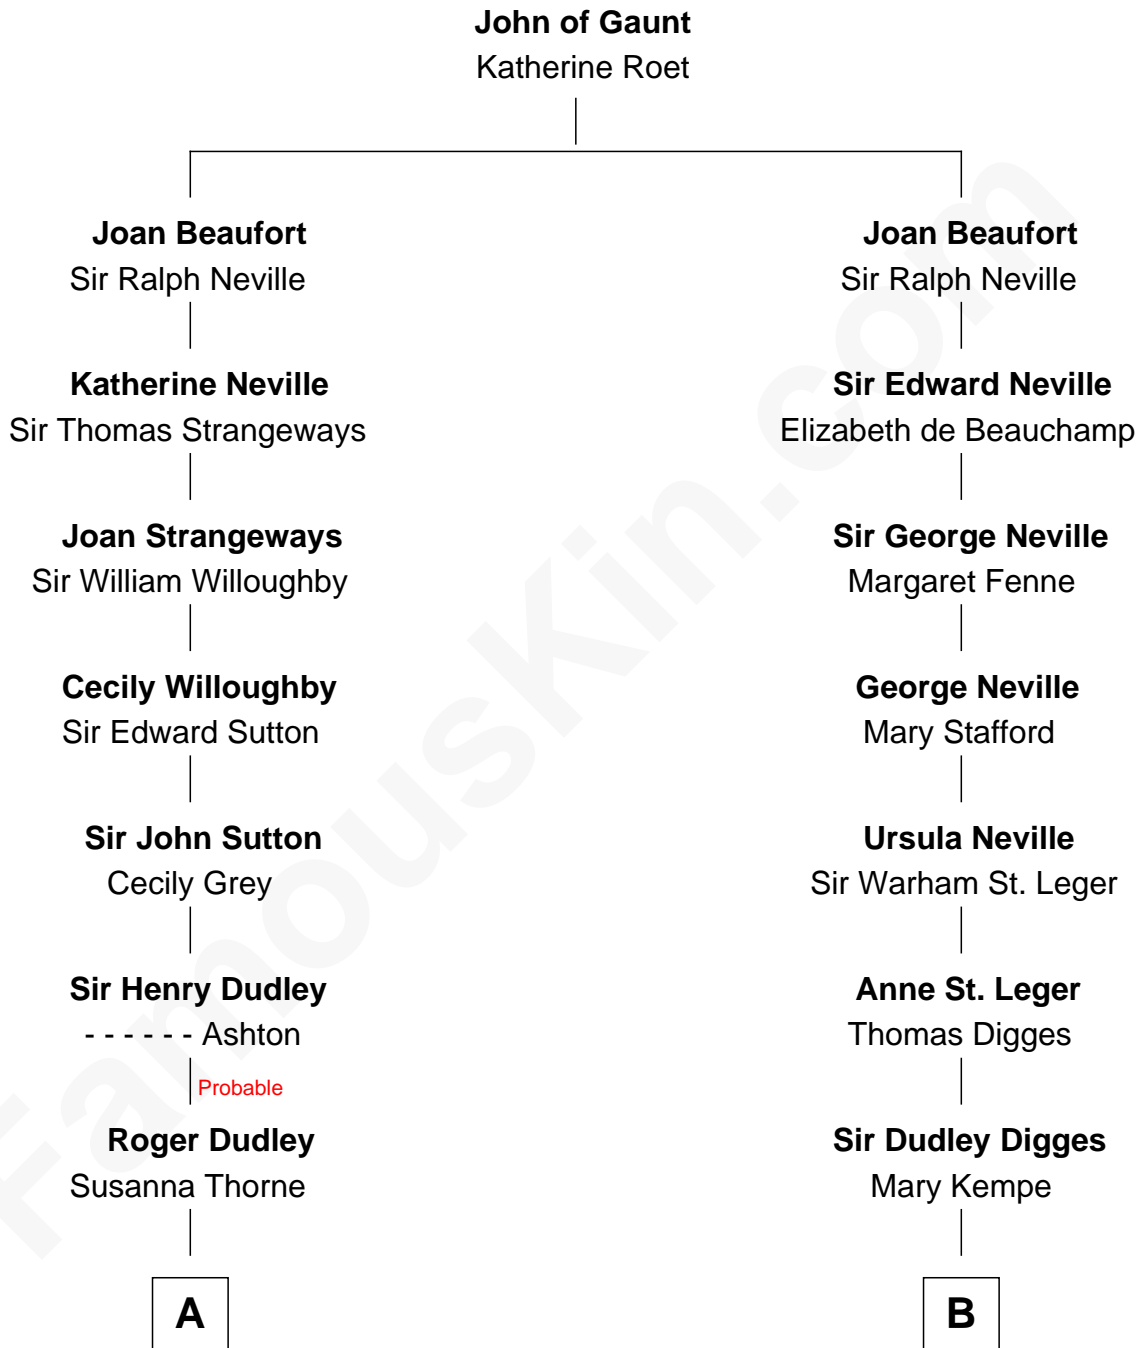 John of Gaunt
Katherine Roet
Joan Beaufort
Sir Ralph Neville
Katherine Neville
Sir Thomas Strangeways
Joan Strangeways
Sir William Willoughby
Cecily Willoughby
Sir Edward Sutton
Sir John Sutton
Cecily Grey
Sir Henry Dudley
- - - - - - Ashton
Probable
Roger Dudley
Susanna Thorne
A
Joan Beaufort
Sir Ralph Neville
Sir Edward Neville
Elizabeth de Beauchamp
Sir George Neville
Margaret Fenne
George Neville
Mary Stafford
Ursula Neville
Sir Warham St. Leger
Anne St. Leger
Thomas Digges
Sir Dudley Digges
Mary Kempe
B
FamousKin.com